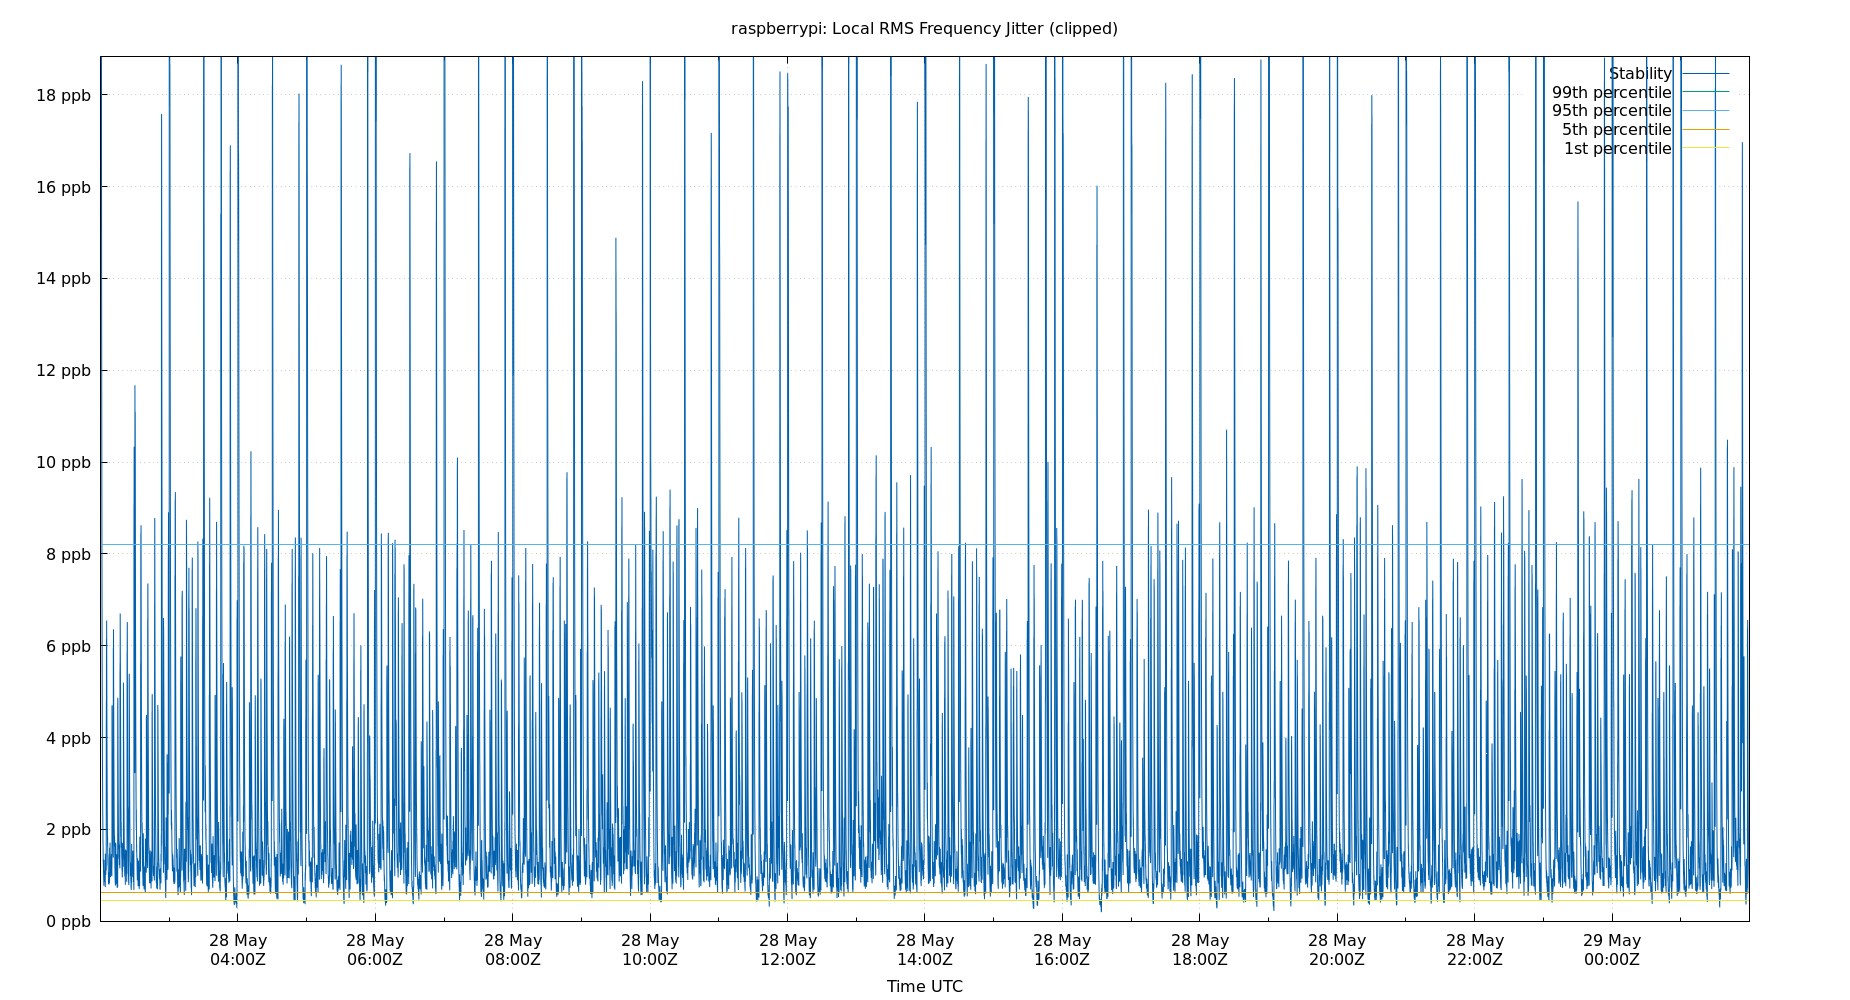 raspberrypi: Local RMS Frequency Jitter (clipped)
Stability
99th percentile
95th percentile
5th percentile
1st percentile
18 ppb
16 ppb
14 ppb
12 ppb
10 ppb
8 ppb
6 ppb
4 ppb
2 ppb
0 ppb
28 May 28 May 28 May 28 May 28 May 28 May 28 May 28 May 28 May 28 May 29 May
04:00Z 06:00Z 08:00Z 10:00Z 12:00Z 14:00Z 16:00Z 18:00Z 20:00Z 22:00Z 00:00Z
Time UTC